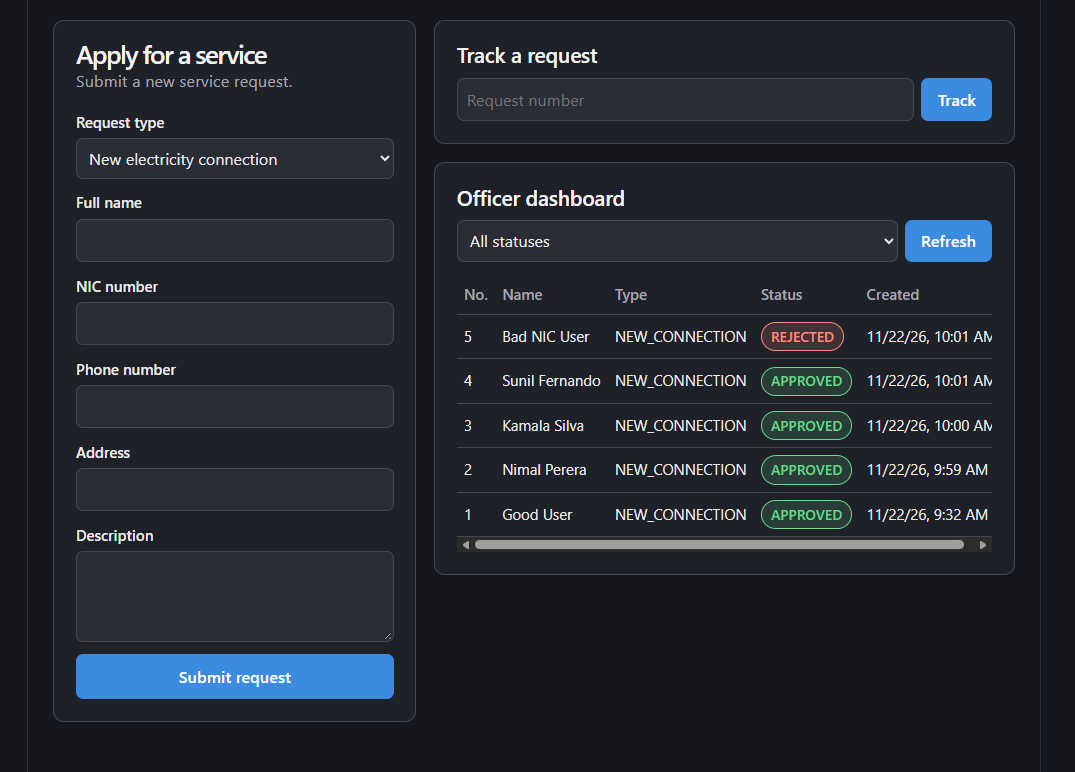 Apply for a service
Submit a new service request.
Request type
New electricity connection
Full name
NIC number
Phone number
Address
Description
Submit request
Track a request
Request number
Track
Officer dashboard
All statuses
Refresh
No. Name Type Status Created
5 Bad NIC User NEW_CONNECTION REJECTED 11/22/26, 10:01 AM
4 Sunil Fernando NEW_CONNECTION APPROVED 11/22/26, 10:01 AM
3 Kamala Silva NEW_CONNECTION APPROVED 11/22/26, 10:00 AM
2 Nimal Perera NEW_CONNECTION APPROVED 11/22/26, 9:59 AM
1 Good User NEW_CONNECTION APPROVED 11/22/26, 9:32 AM